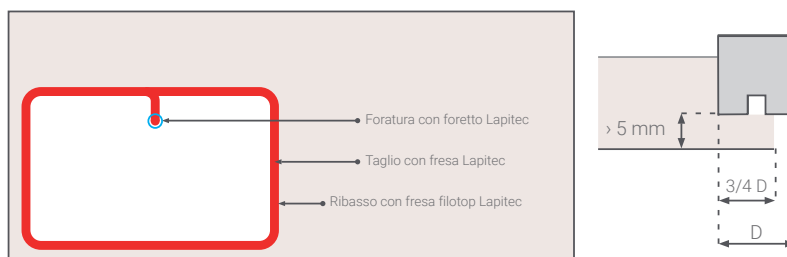 Foratura con foretto Lapitec
Taglio con fresa Lapitec
Ribasso con fresa filotop Lapitec
› 5 mm
3/4 D
D